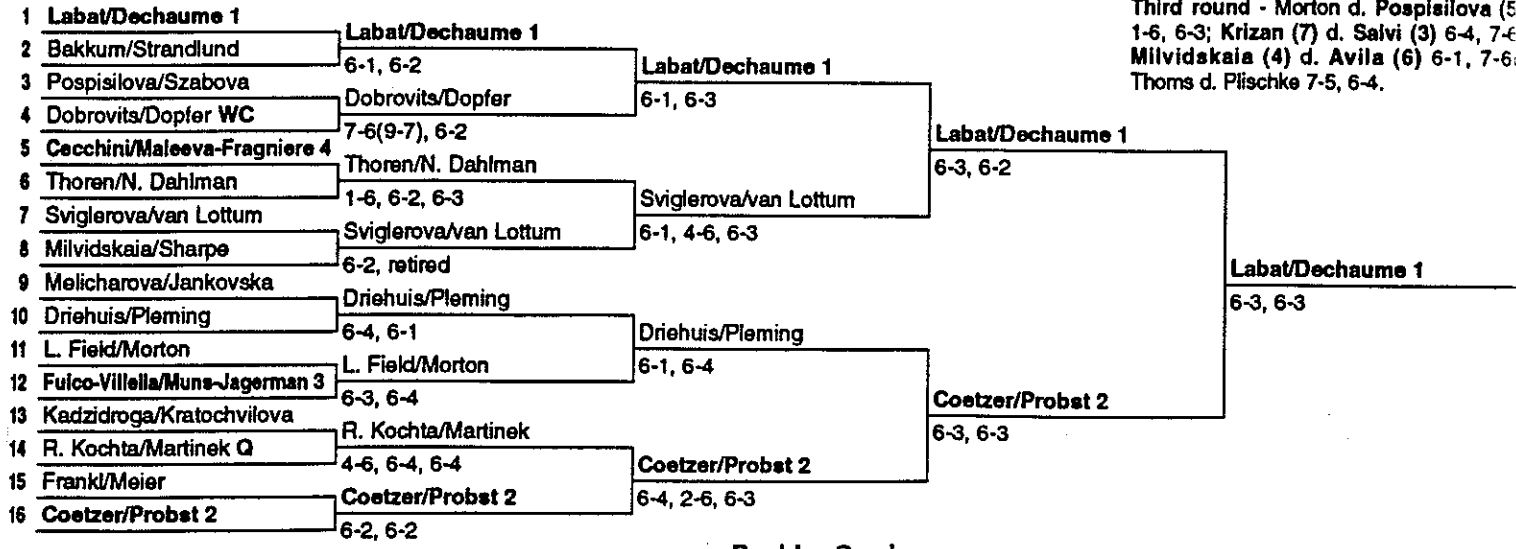 1 Labat/Dechaume 1
2 Bakkum/Strandlund
3 Pospisilova/Szabova
4 Dobrovits/Dopfer WC
5 Cecchini/Maleeva-Fragniere 4
6 Thoren/N. Dahlman
7 Sviglerova/van Lottum
8 Milvidskaia/Sharpe
9 Melicharova/Jankovska
10 Driehuis/Pleming
11 L. Field/Morton
12 Fulco-Villella/Muns-Jagerman 3
13 Kadzidroga/Kratochvilova
14 R. Kochta/Martinek Q
15 Frankl/Meier
16 Coetzer/Probst 2
Labat/Dechaume 1
6-1, 6-2
Dobrovits/Dopfer
7-6(9-7), 6-2
Thoren/N. Dahlman
1-6, 6-2, 6-3
Sviglerova/van Lottum
6-2, retired
Driehuis/Pleming
6-4, 6-1
L. Field/Morton
6-3, 6-4
R. Kochta/Martinek
4-6, 6-4, 6-4
Coetzer/Probst 2
6-2, 6-2
Labat/Dechaume 1
6-1, 6-3
Sviglerova/van Lottum
6-1, 4-6, 6-3
Driehuis/Pleming
6-1, 6-4
Coetzer/Probst 2
6-4, 2-6, 6-3
Labat/Dechaume 1
6-3, 6-2
Coetzer/Probst 2
6-3, 6-3
Labat/Dechaume 1
6-3, 6-3
Third round - Morton d. Pospisilova (5
1-6, 6-3; Krizan (7) d. Salvi (3) 6-4, 7-6
Milvidskaia (4) d. Avila (6) 6-1, 7-6
Thoms d. Plischke 7-5, 6-4.